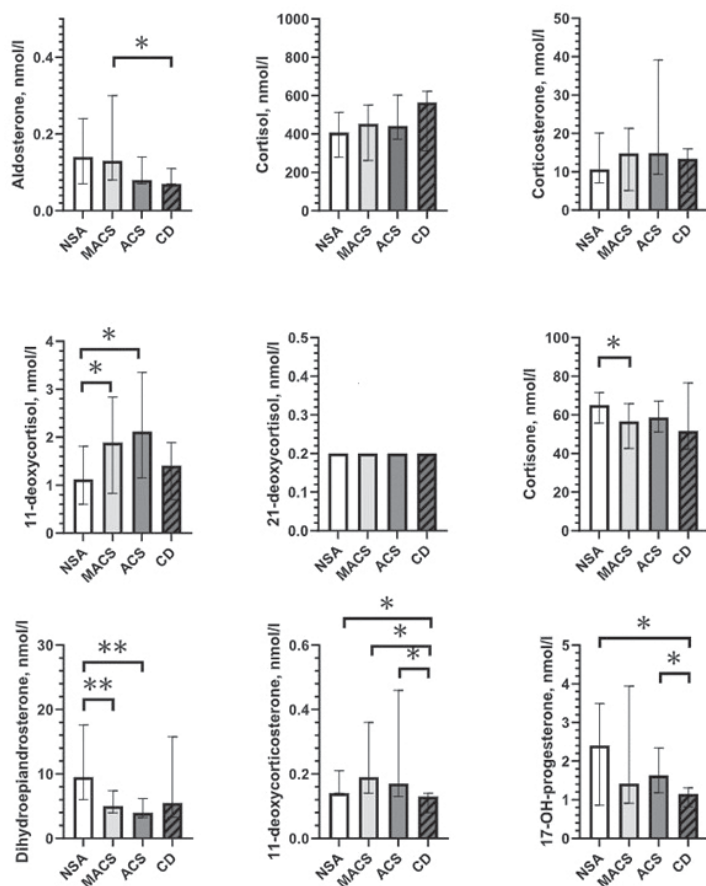 Aldosterone, nmol/l
0.4
0.2
0.0
*
NSA
MACS
ACS
CD
Cortisol, nmol/l
1000
800
600
400
200
0
NSA
MACS
ACS
CD
Corticosterone, nmol/l
50
40
30
20
10
0
NSA
MACS
ACS
CD
11-deoxycortisol, nmol/l
4
3
2
1
0
*
*
NSA
MACS
ACS
CD
21-deoxycortisol, nmol/l
0.5
0.4
0.3
0.2
0.1
0.0
NSA
MACS
ACS
CD
Cortisone, nmol/l
100
80
60
40
20
0
*
NSA
MACS
ACS
CD
Dihydroepiandrosterone, nmol/l
30
20
10
0
**
**
NSA
MACS
ACS
CD
11-deoxycorticosterone, nmol/l
0.6
0.4
0.2
0.0
*
*
*
NSA
MACS
ACS
CD
17-OH-progesterone, nmol/l
5
4
3
2
1
0
*
*
NSA
MACS
ACS
CD